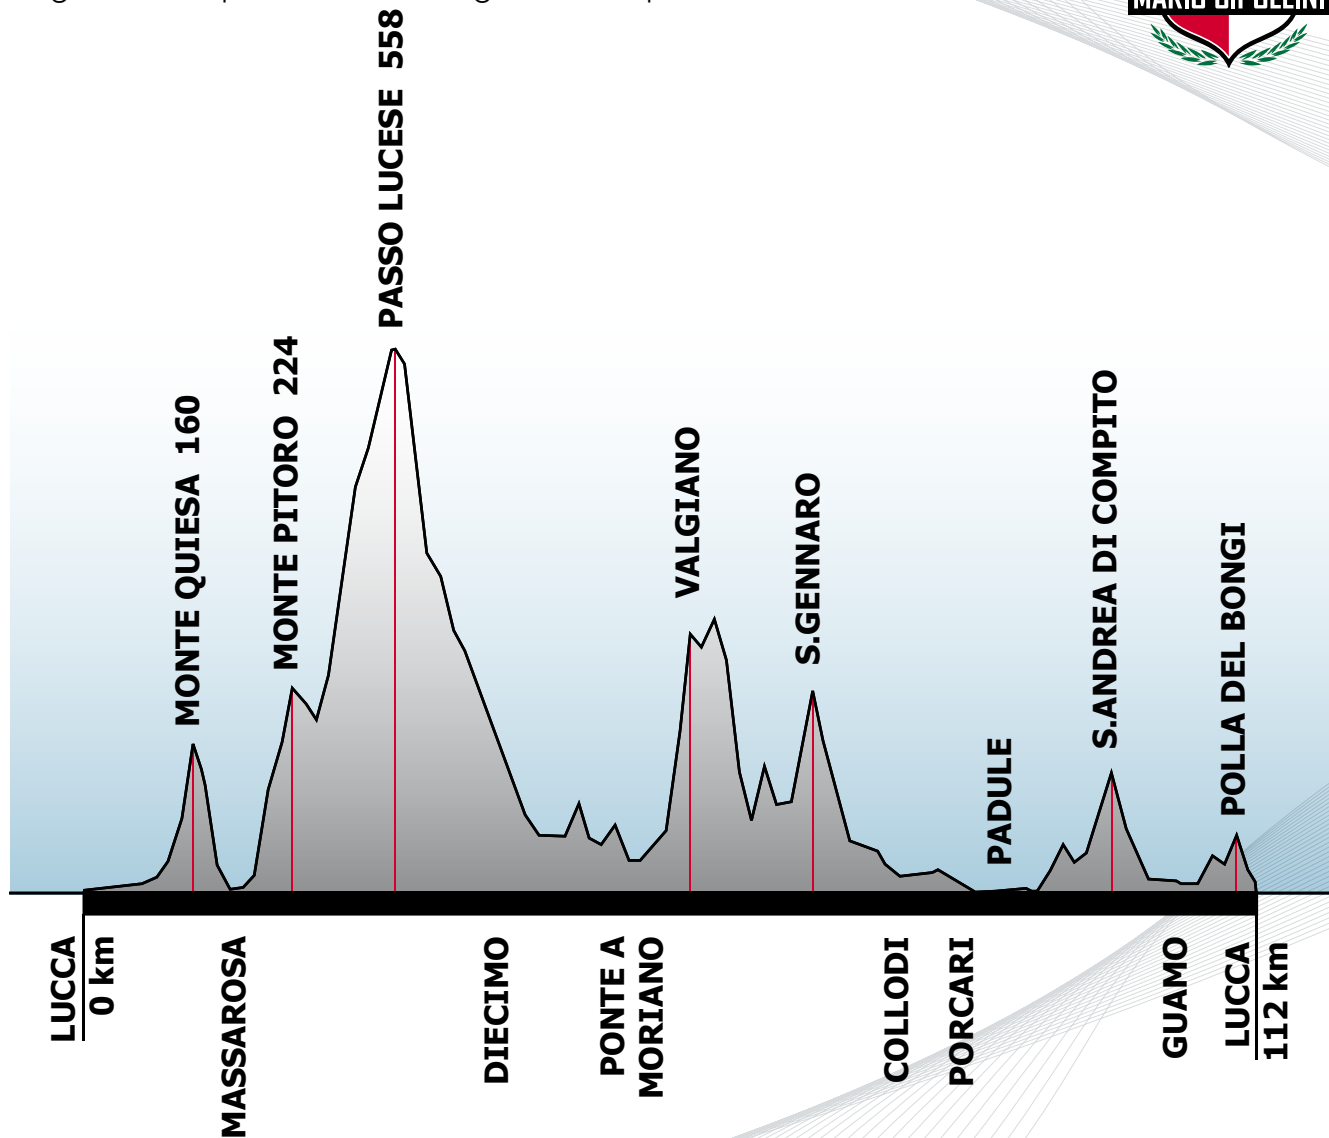 MONTE QUIESA 160
MONTE PITORO 224
PASSO LUCESE 558
VALGIANO
S.GENNARO
PADULE
S.ANDREA DI COMPITO
POLLA DEL BONGI
LUCCA
0 km
MASSAROSA
DIECIMO
PONTE A
MORIANO
COLLODI
PORCARI
GUAMO
LUCCA
112 km